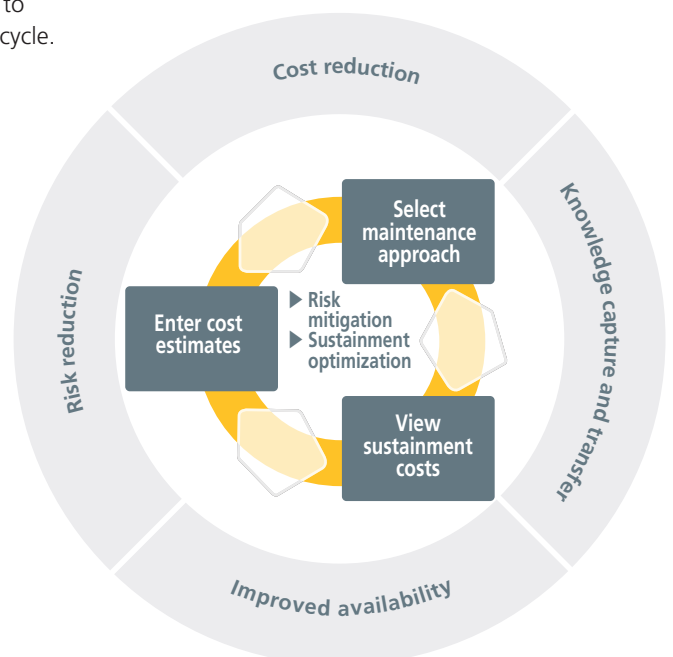 to
cycle.
Cost reduction
Knowledge capture and transfer
Improved availability
Risk reduction
Select
maintenance
approach
Enter cost
estimates
Risk
mitigation
Sustainment
optimization
View
sustainment
costs